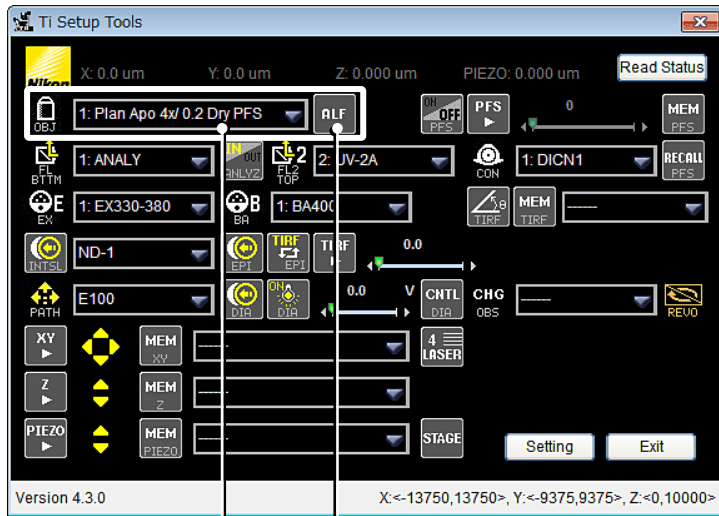 Ti Setup Tools
Nikon X: 0.0 um Y: 0.0 um Z: 0.000 um PIEZO: 0.000 um Read Status
OBJ 1: Plan Apo 4x/ 0.2 Dry PFS ALF ON OFF PFS PFS 0 MEM PFS
FL BTTM 1: ANALY IN OUT ANLYZ FL2 TOP 2 2: UV-2A CON 1: DICN1 RECALL PFS
E EX 1: EX330-380 B BA 1: BA400 θ TIRF MEM TIRF ------
INTSL ND-1 EPI TIRF EPI TIRF 0.0
PATH E100 DIA ON DIA 0.0 V CNTL DIA CHG OBS ------ REVO
XY MEM XY ------ 4 LASER
Z MEM Z ------
PIEZO MEM PIEZO ------ STAGE Setting Exit
Version 4.3.0 X:<-13750,13750>, Y:<-9375,9375>, Z:<0,10000>